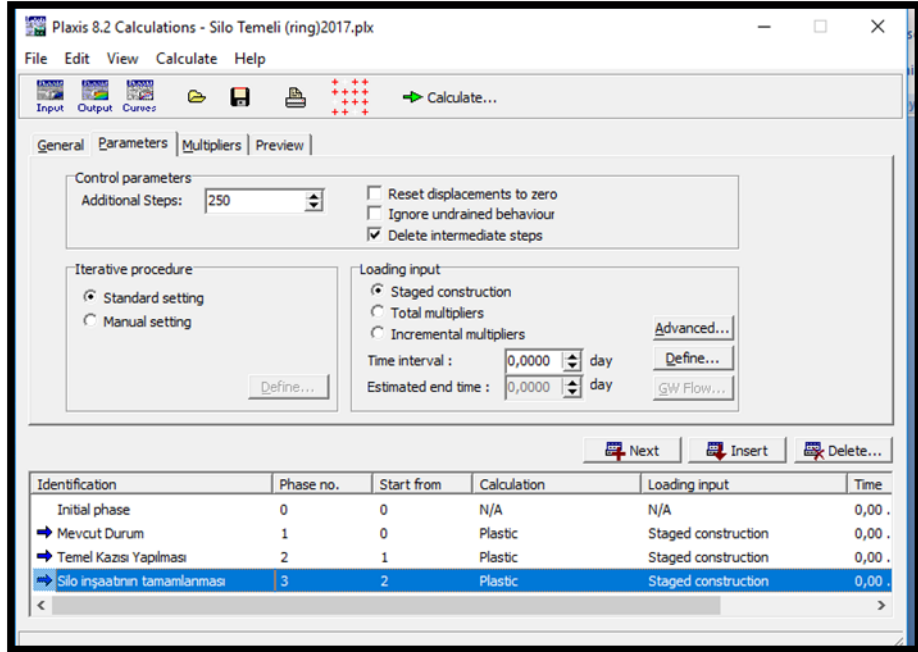 Plaxis 8.2 Calculations - Silo Temeli (ring)2017.plx
File Edit View Calculate Help
Input Output Curves Calculate...
General Parameters Multipliers Preview
Control parameters
Additional Steps: 250
Reset displacements to zero
Ignore undrained behaviour
Delete intermediate steps
Iterative procedure
Standard setting
Manual setting
Define...
Loading input
Staged construction
Total multipliers
Incremental multipliers
Advanced...
Time interval : 0,0000 day Define...
Estimated end time : 0,0000 day GW Flow...
Next Insert Delete...
Identification Phase no. Start from Calculation Loading input Time
Initial phase 0 0 N/A N/A 0,00 .
Mevcut Durum 1 0 Plastic Staged construction 0,00 .
Temel Kazısı Yapılması 2 1 Plastic Staged construction 0,00 .
Silo inşaatının tamamlanması 3 2 Plastic Staged construction 0,00 .